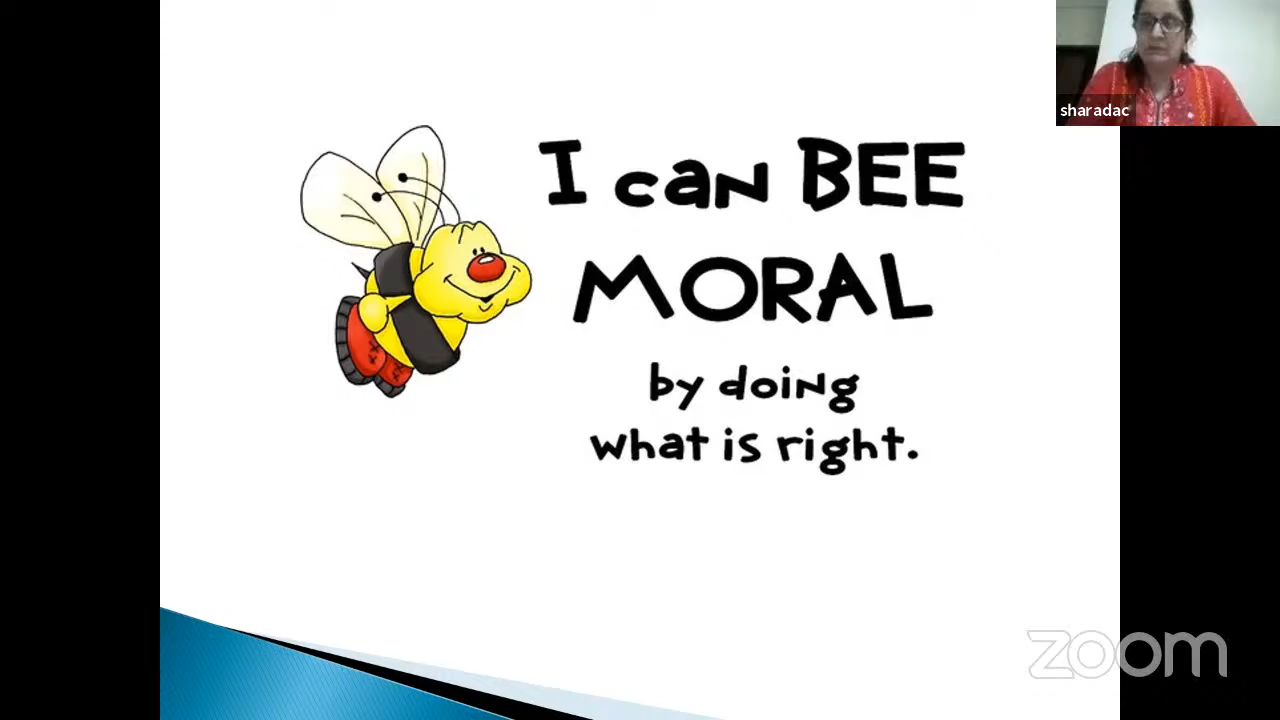 sharadac
I can BEE
MORAL
by doing
what is right.
zoom